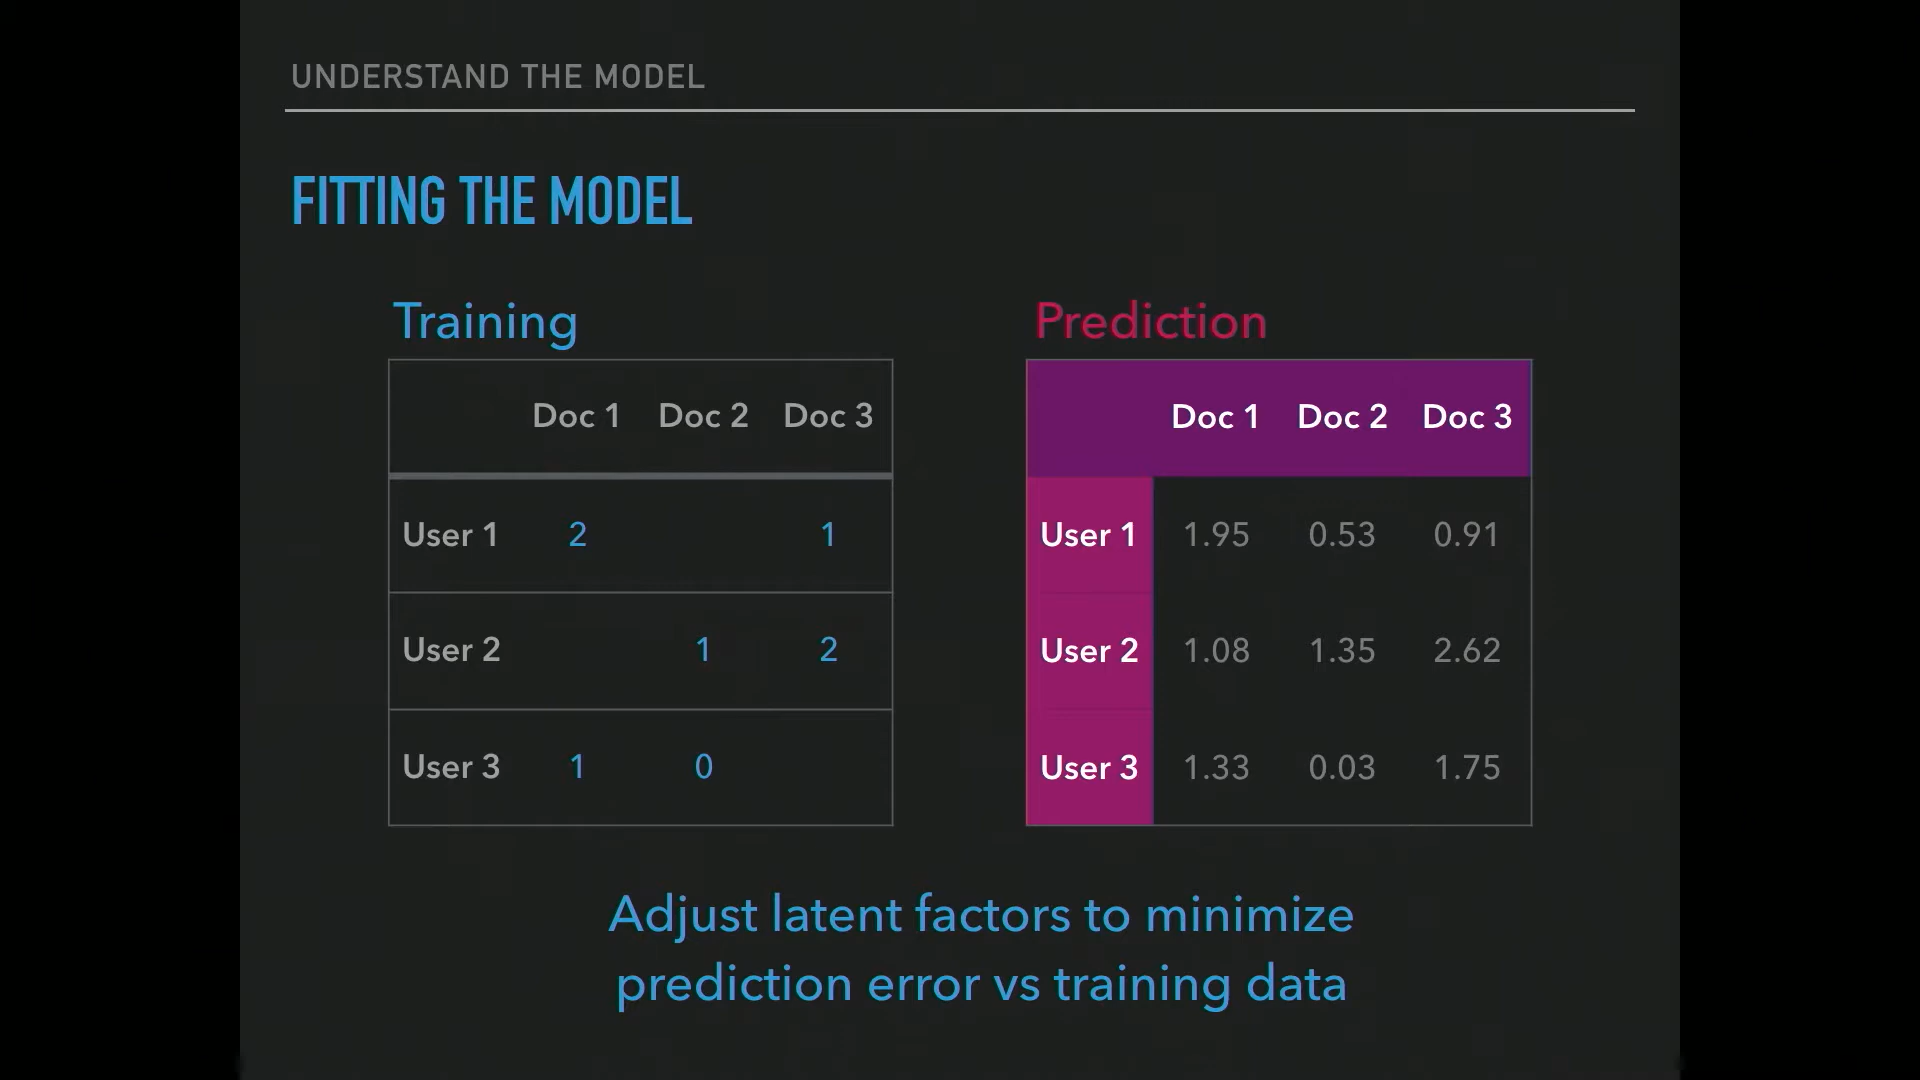 UNDERSTAND THE MODEL
FITTING THE MODEL
Training
Doc 1 Doc 2 Doc 3
User 1 2 1
User 2 1 2
User 3 1 0
Prediction
Doc 1 Doc 2 Doc 3
User 1 1.95 0.53 0.91
User 2 1.08 1.35 2.62
User 3 1.33 0.03 1.75
Adjust latent factors to minimize
prediction error vs training data